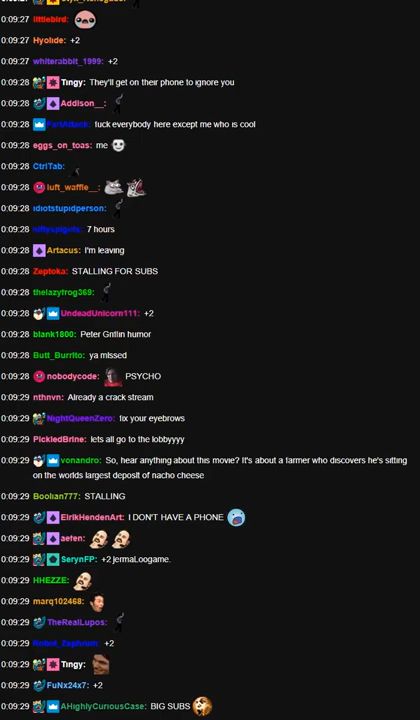 0:09:27 littlebird:
0:09:27 Hyolide: +2
0:09:27 whiterabbit_1999: +2
0:09:28 Tingy: They'll get on their phone to ignore you
0:09:28 Addison__:
0:09:28 fuck everybody here except me who is cool
0:09:28 eggs_on_toas: me
0:09:28 CtrlTab:
0:09:28 luft_waffle__:
0:09:28 idiotstupidperson:
0:09:28 7 hours
0:09:28 Artacus: I'm leaving
0:09:28 Zeptoka: STALLING FOR SUBS
0:09:28 thelazyfrog369:
0:09:28 UndeadUnicorn111: +2
0:09:28 blank1800: Peter Griffin humor
0:09:28 Butt_Burrito: ya missed
0:09:28 nobodycode: PSYCHO
0:09:29 nthnvn: Already a crack stream
0:09:29 NightQueenZero: fix your eyebrows
0:09:29 PickledBrine: lets all go to the lobbyyyy
0:09:29 vonandro: So, hear anything about this movie? It's about a farmer who discovers he's sitting
on the worlds largest deposit of nacho cheese
0:09:29 Boolian777: STALLING
0:09:29 EirikHendenArt: I DON'T HAVE A PHONE
0:09:29 aefen:
0:09:29 SerynFP: +2 jermaLoogame.
0:09:29 HHEZZE:
0:09:29 marq102468:
0:09:29 TheRealLupos:
0:09:29 +2
0:09:29 Tingy:
0:09:29 FuNx24x7: +2
0:09:29 AHighlyCuriousCase: BIG SUBS